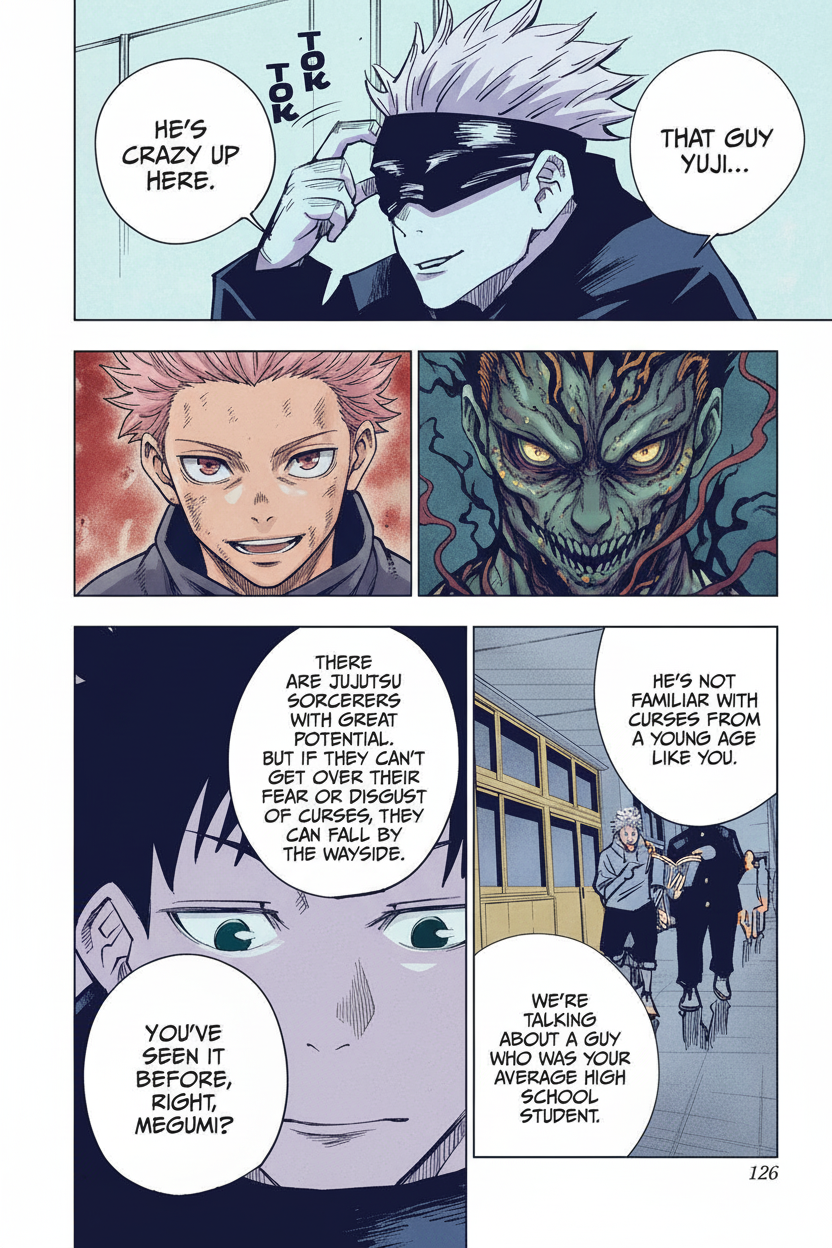 THAT GUY
YUJI...
TOK
TOK
HE'S
CRAZY UP
HERE.
HE'S NOT
FAMILIAR WITH
CURSES FROM
A YOUNG AGE
LIKE YOU.
WE'RE
TALKING
ABOUT A GUY
WHO WAS YOUR
AVERAGE HIGH
SCHOOL
STUDENT.
THERE
ARE JUJUTSU
SORCERERS
WITH GREAT
POTENTIAL.
BUT IF THEY CAN'T
GET OVER THEIR
FEAR OR DISGUST
OF CURSES, THEY
CAN FALL BY
THE WAYSIDE.
YOU'VE
SEEN IT
BEFORE,
RIGHT,
MEGUMI?
126